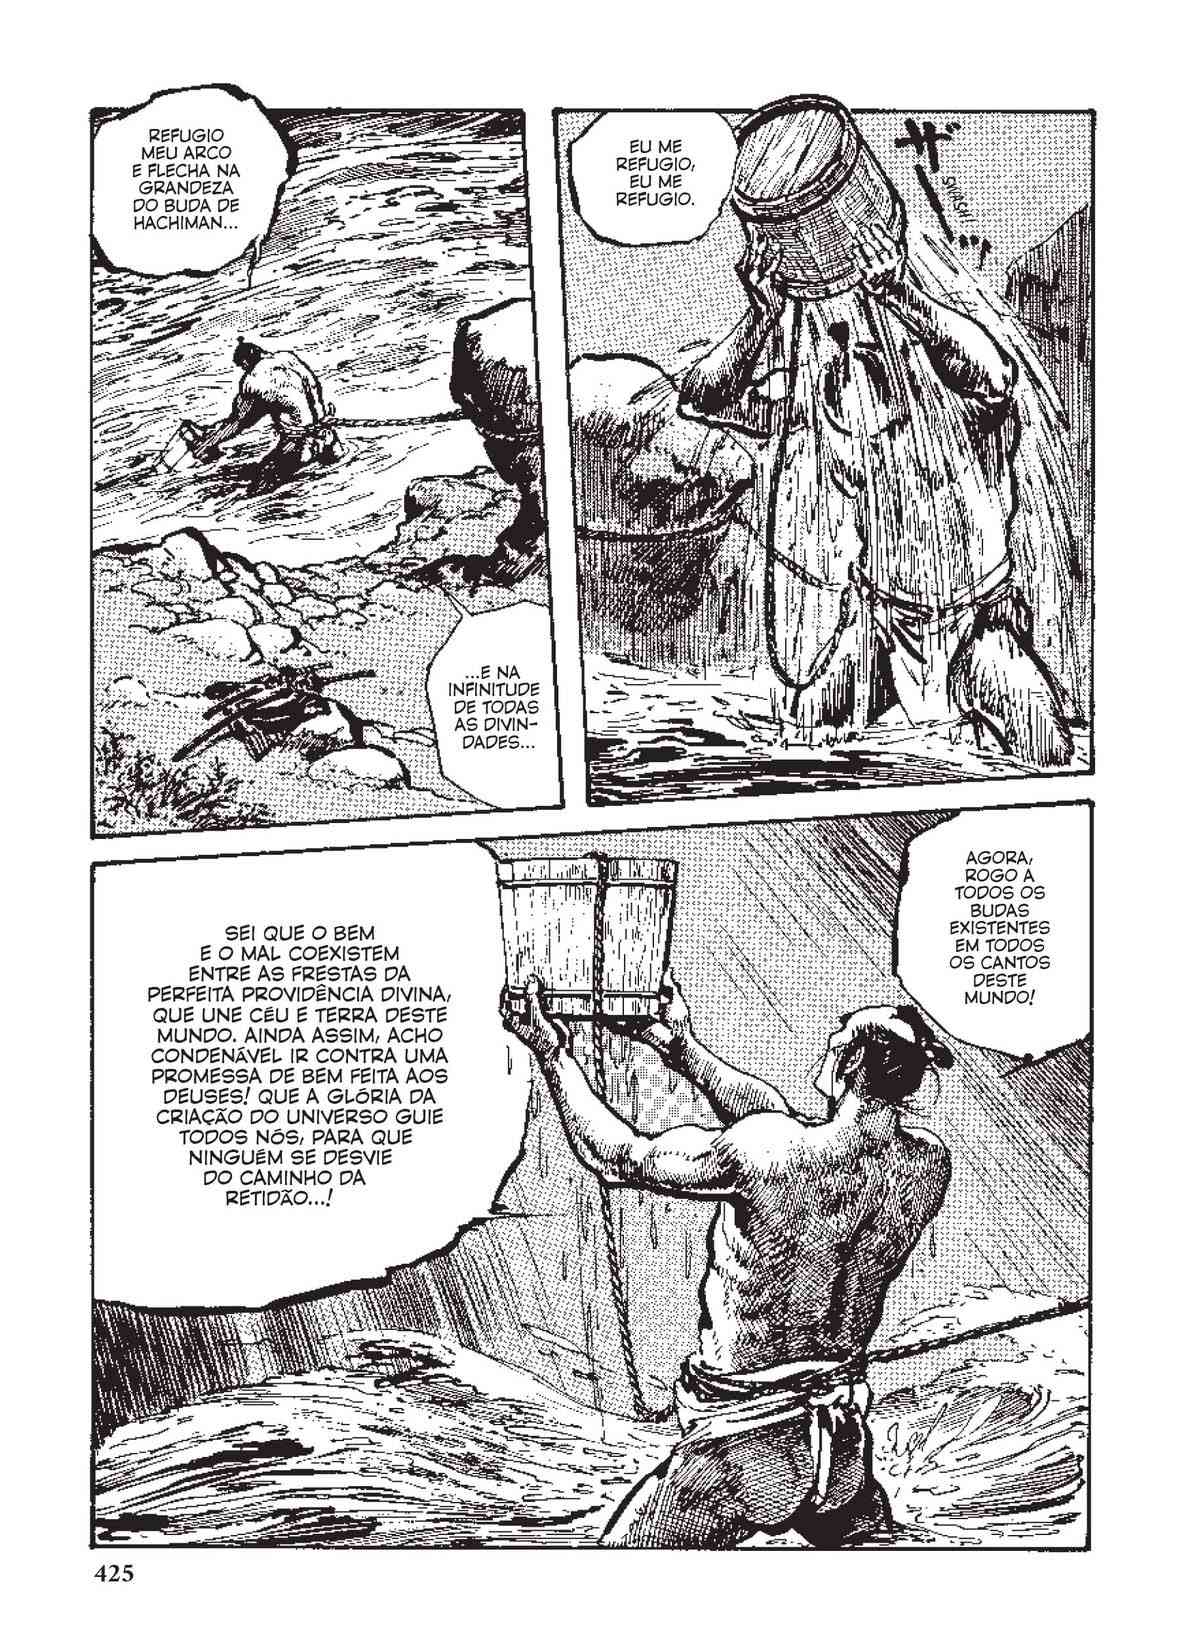 REFUGIO
MEU ARCO
E FLECHA NA
GRANDEZA
DO BUDA DE
HACHIMAN...
...E NA
INFINITUDE
DE TODAS
AS DIVIN-
DADES...
EU ME
REFUGIO,
EU ME
REFUGIO.
ザバッ
SWASH!
AGORA,
ROGO A
TODOS OS
BUDAS
EXISTENTES
EM TODOS
OS CANTOS
DESTE
MUNDO!
SEI QUE O BEM
E O MAL COEXISTEM
ENTRE AS FRESTAS DA
PERFEITA PROVIDÊNCIA DIVINA,
QUE UNE CÉU E TERRA DESTE
MUNDO. AINDA ASSIM, ACHO
CONDENÁVEL IR CONTRA UMA
PROMESSA DE BEM FEITA AOS
DEUSES! QUE A GLÓRIA DA
CRIAÇÃO DO UNIVERSO GUIE
TODOS NÓS, PARA QUE
NINGUÉM SE DESVIE
DO CAMINHO DA
RETIDÃO...!
425